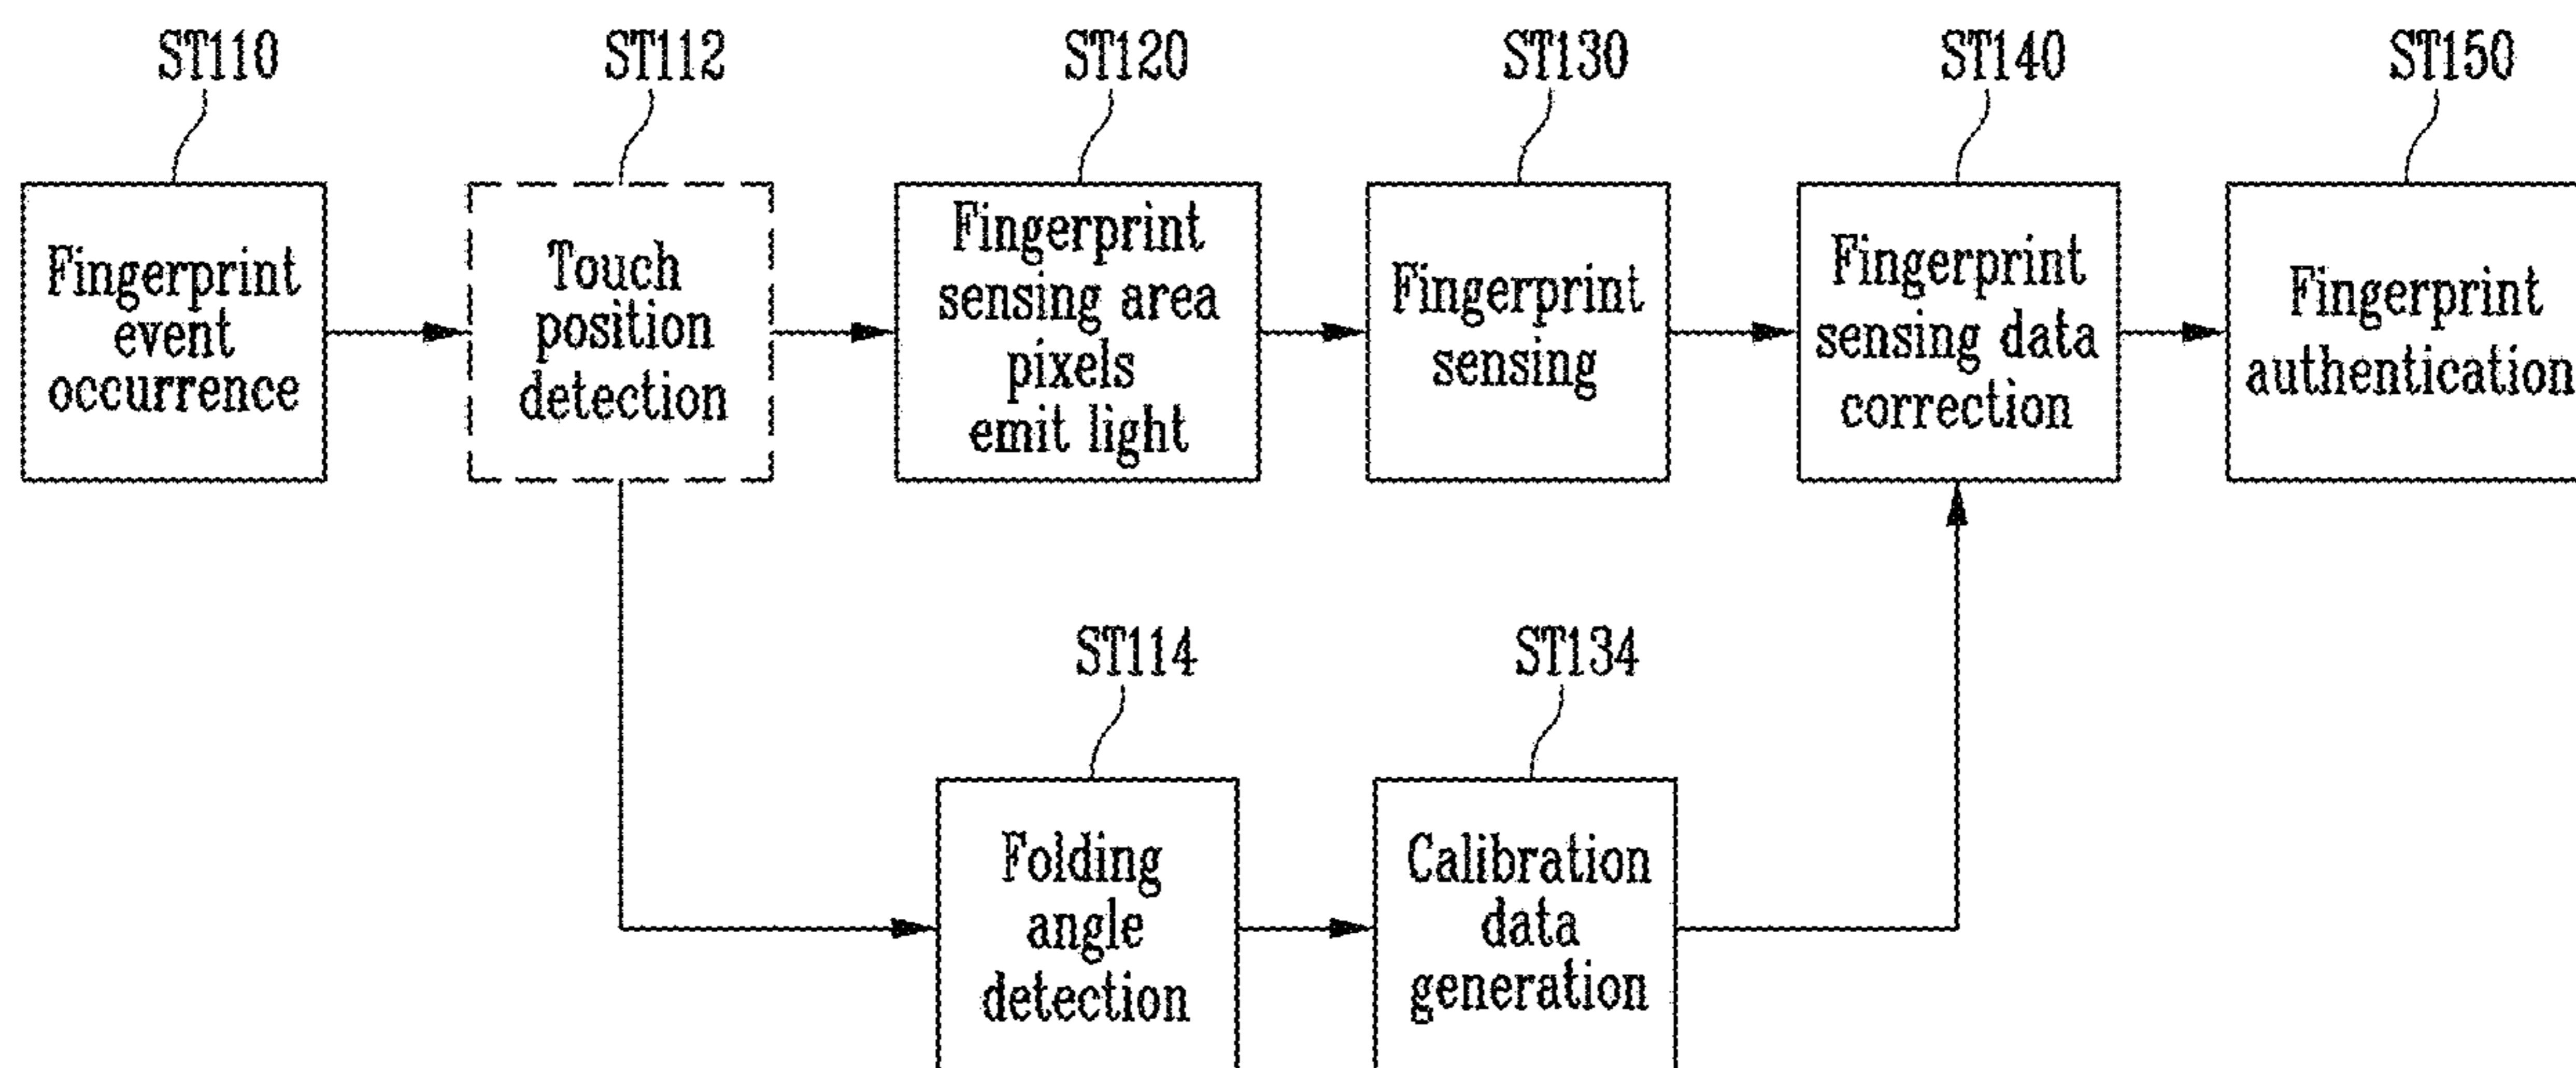 ST110
ST112
ST120
ST130
ST140
ST150
Fingerprint
event
occurrence
Touch
position
detection
Fingerprint
sensing area
pixels
emit light
Fingerprint
sensing
Fingerprint
sensing data
correction
Fingerprint
authentication
ST114
ST134
Folding
angle
detection
Calibration
data
generation